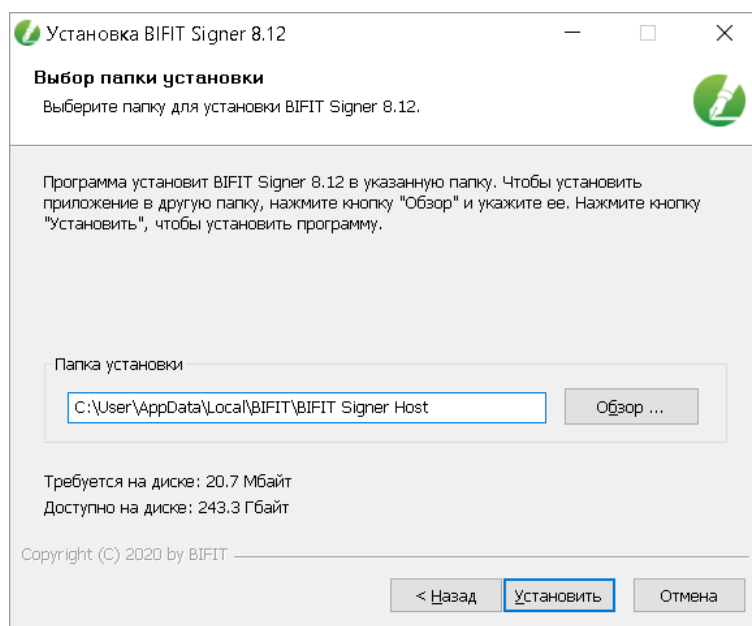 Установка BIFIT Signer 8.12
Выбор папки установки
Выберите папку для установки BIFIT Signer 8.12.
Программа установит BIFIT Signer 8.12 в указанную папку. Чтобы установить
приложение в другую папку, нажмите кнопку "Обзор" и укажите ее. Нажмите кнопку
"Установить", чтобы установить программу.
Папка установки
C:\User\AppData\Local\BIFIT\BIFIT Signer Host
Обзор ...
Требуется на диске: 20.7 Мбайт
Доступно на диске: 243.3 Гбайт
Copyright (C) 2020 by BIFIT
< Назад
Установить
Отмена